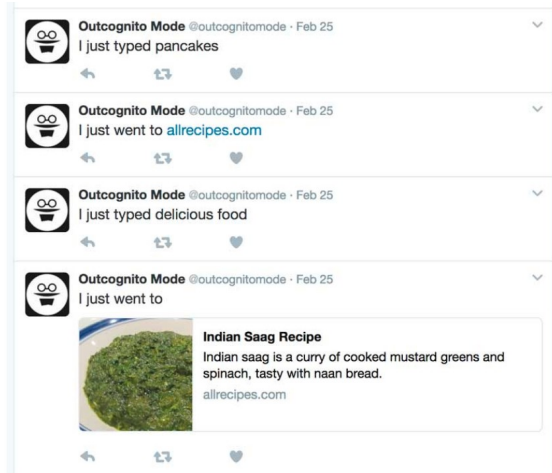 Outcognito Mode @outcognitomode · Feb 25
I just typed pancakes
Outcognito Mode @outcognitomode · Feb 25
I just went to allrecipes.com
Outcognito Mode @outcognitomode · Feb 25
I just typed delicious food
Outcognito Mode @outcognitomode · Feb 25
I just went to
Indian Saag Recipe
Indian saag is a curry of cooked mustard greens and
spinach, tasty with naan bread.
allrecipes.com